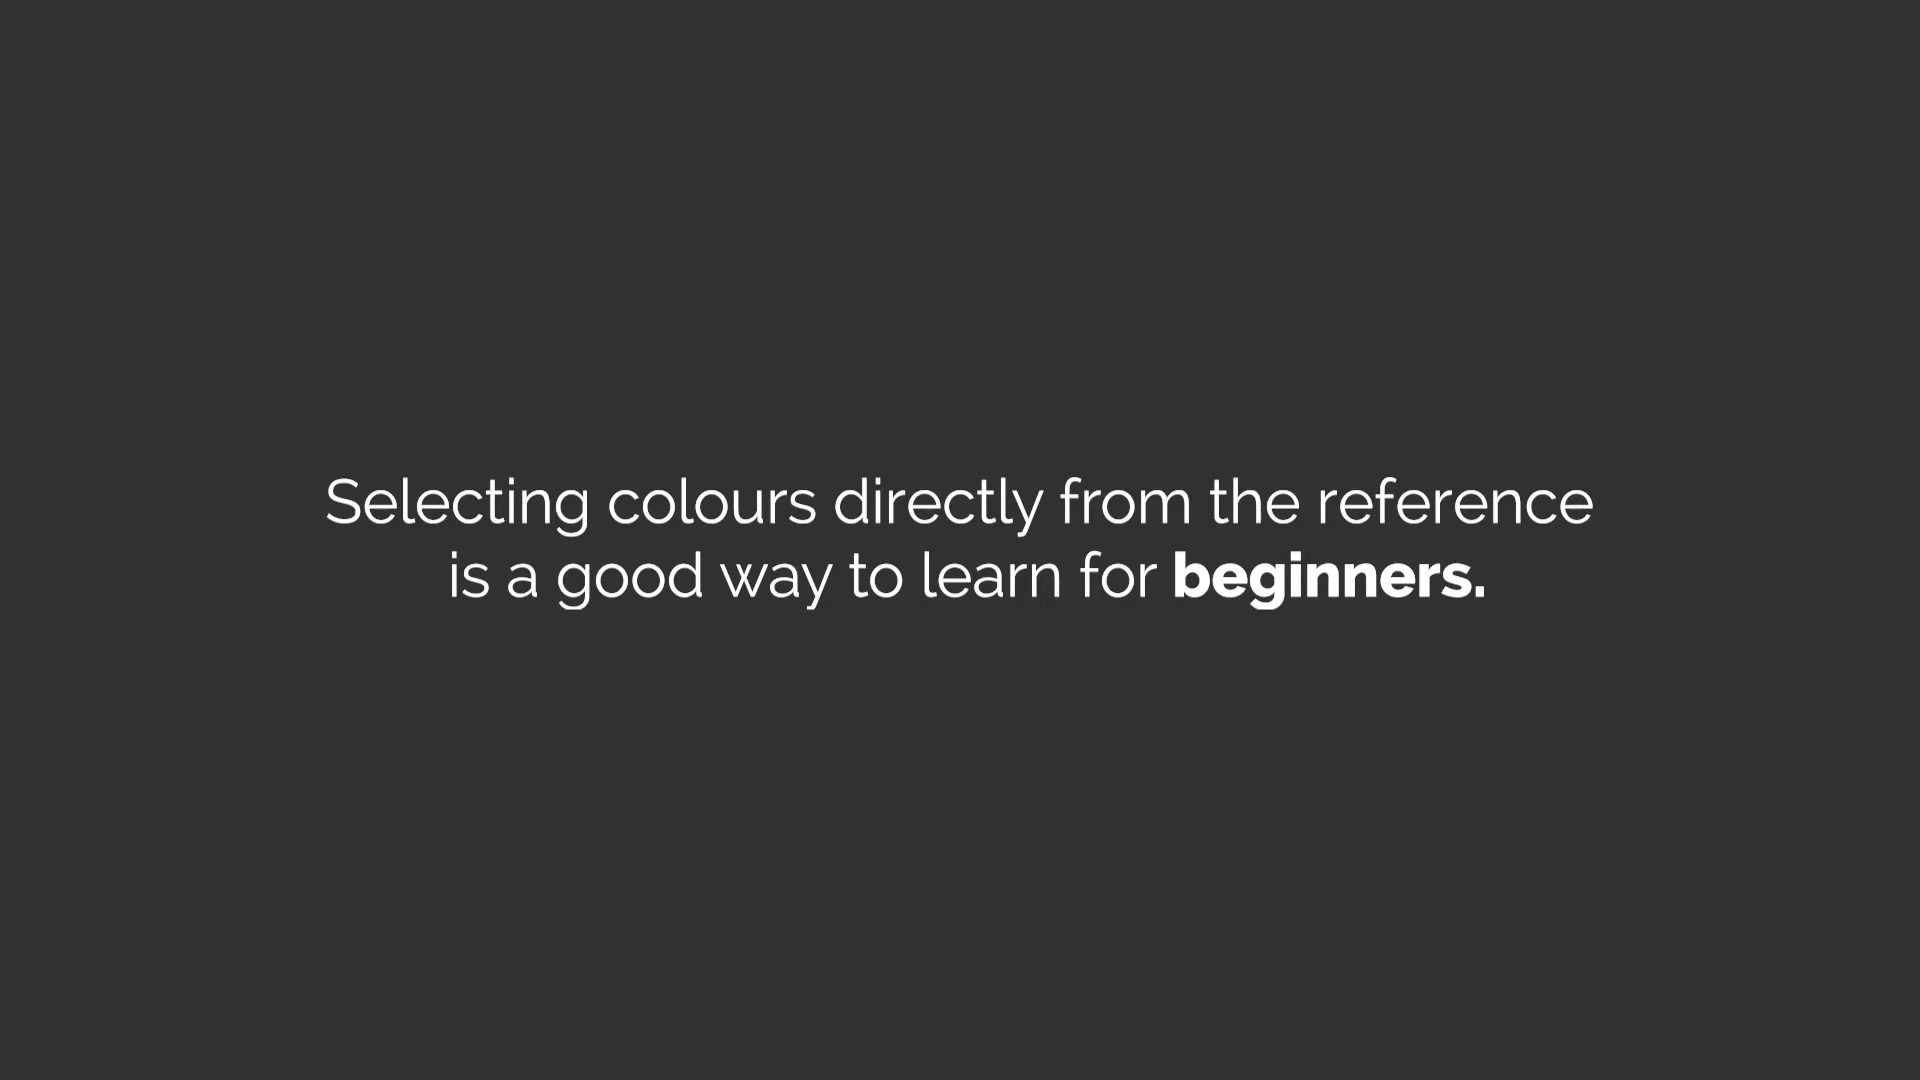 Selecting colours directly from the reference
is a good way to learn for beginners.